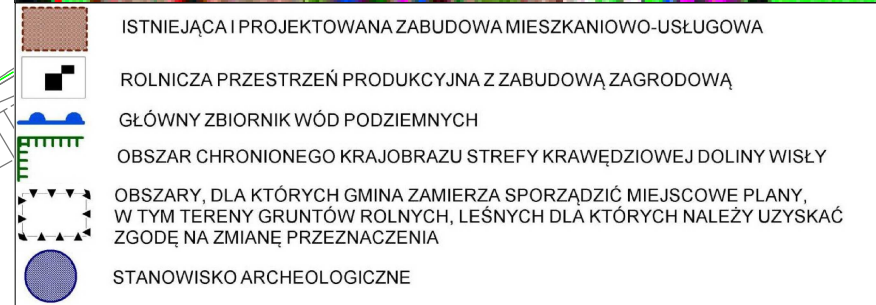 ISTNIEJĄCA I PROJEKTOWANA ZABUDOWA MIESZKANIOWO-USŁUGOWA
ROLNICZA PRZESTRZEŃ PRODUKCYJNA Z ZABUDOWĄ ZAGRODOWĄ
GŁÓWNY ZBIORNIK WÓD PODZIEMNYCH
OBSZAR CHRONIONEGO KRAJOBRAZU STREFY KRAWĘDZIOWEJ DOLINY WISŁY
OBSZARY, DLA KTÓRYCH GMINA ZAMIERZA SPORZĄDZIĆ MIEJSCOWE PLANY,
W TYM TERENY GRUNTÓW ROLNYCH, LEŚNYCH DLA KTÓRYCH NALEŻY UZYSKAĆ
ZGODĘ NA ZMIANĘ PRZEZNACZENIA
STANOWISKO ARCHEOLOGICZNE